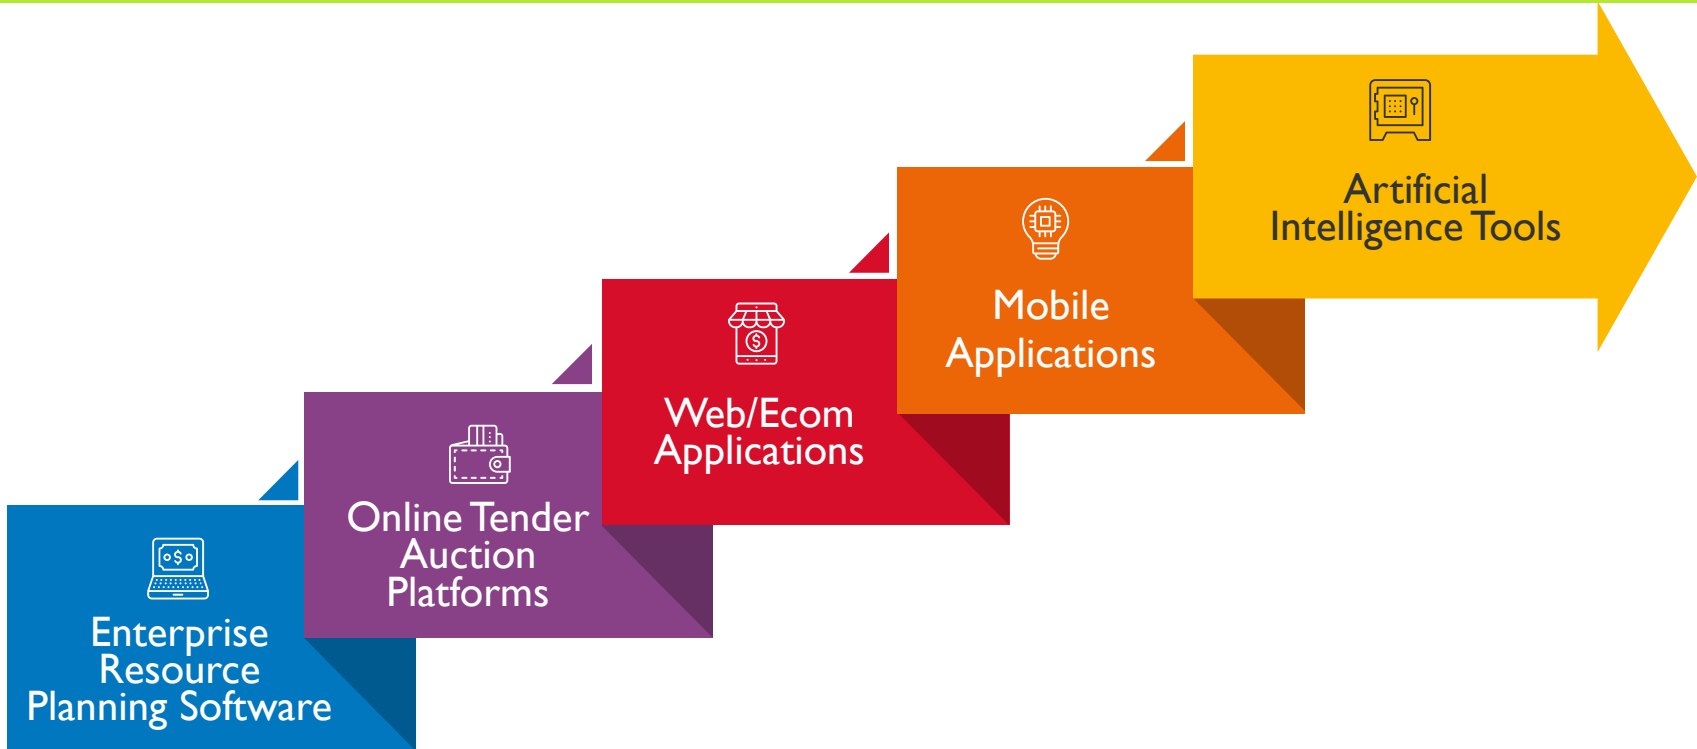 Enterprise
Resource
Planning Software
Online Tender
Auction
Platforms
Web/Ecom
Applications
Mobile
Applications
Artificial
Intelligence Tools